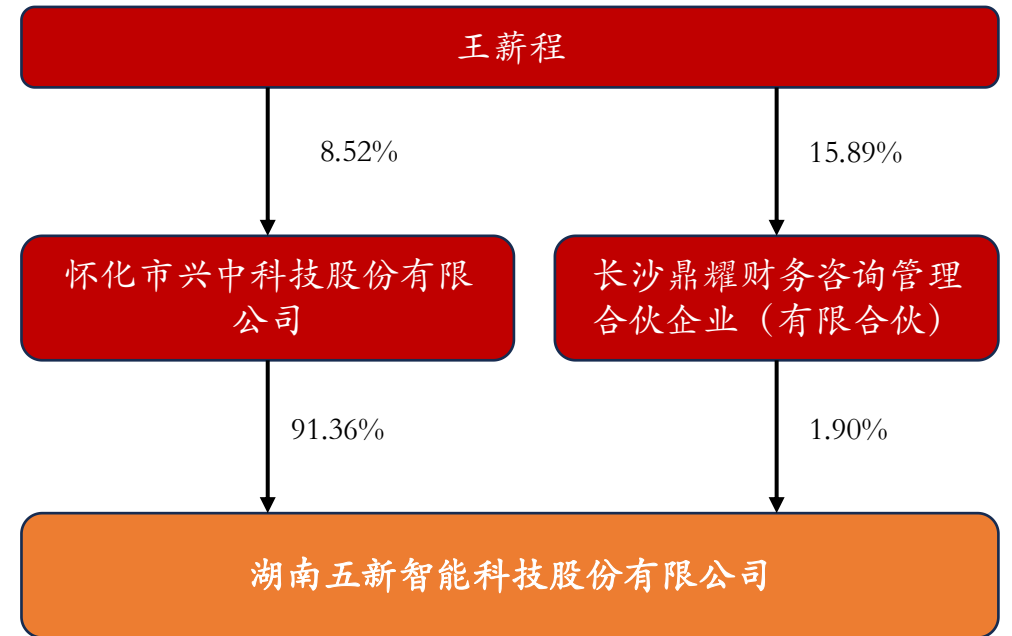 王薪程
8.52%
15.89%
怀化市兴中科技股份有限
公司
长沙鼎耀财务咨询管理
合伙企业（有限合伙）
91.36%
1.90%
湖南五新智能科技股份有限公司